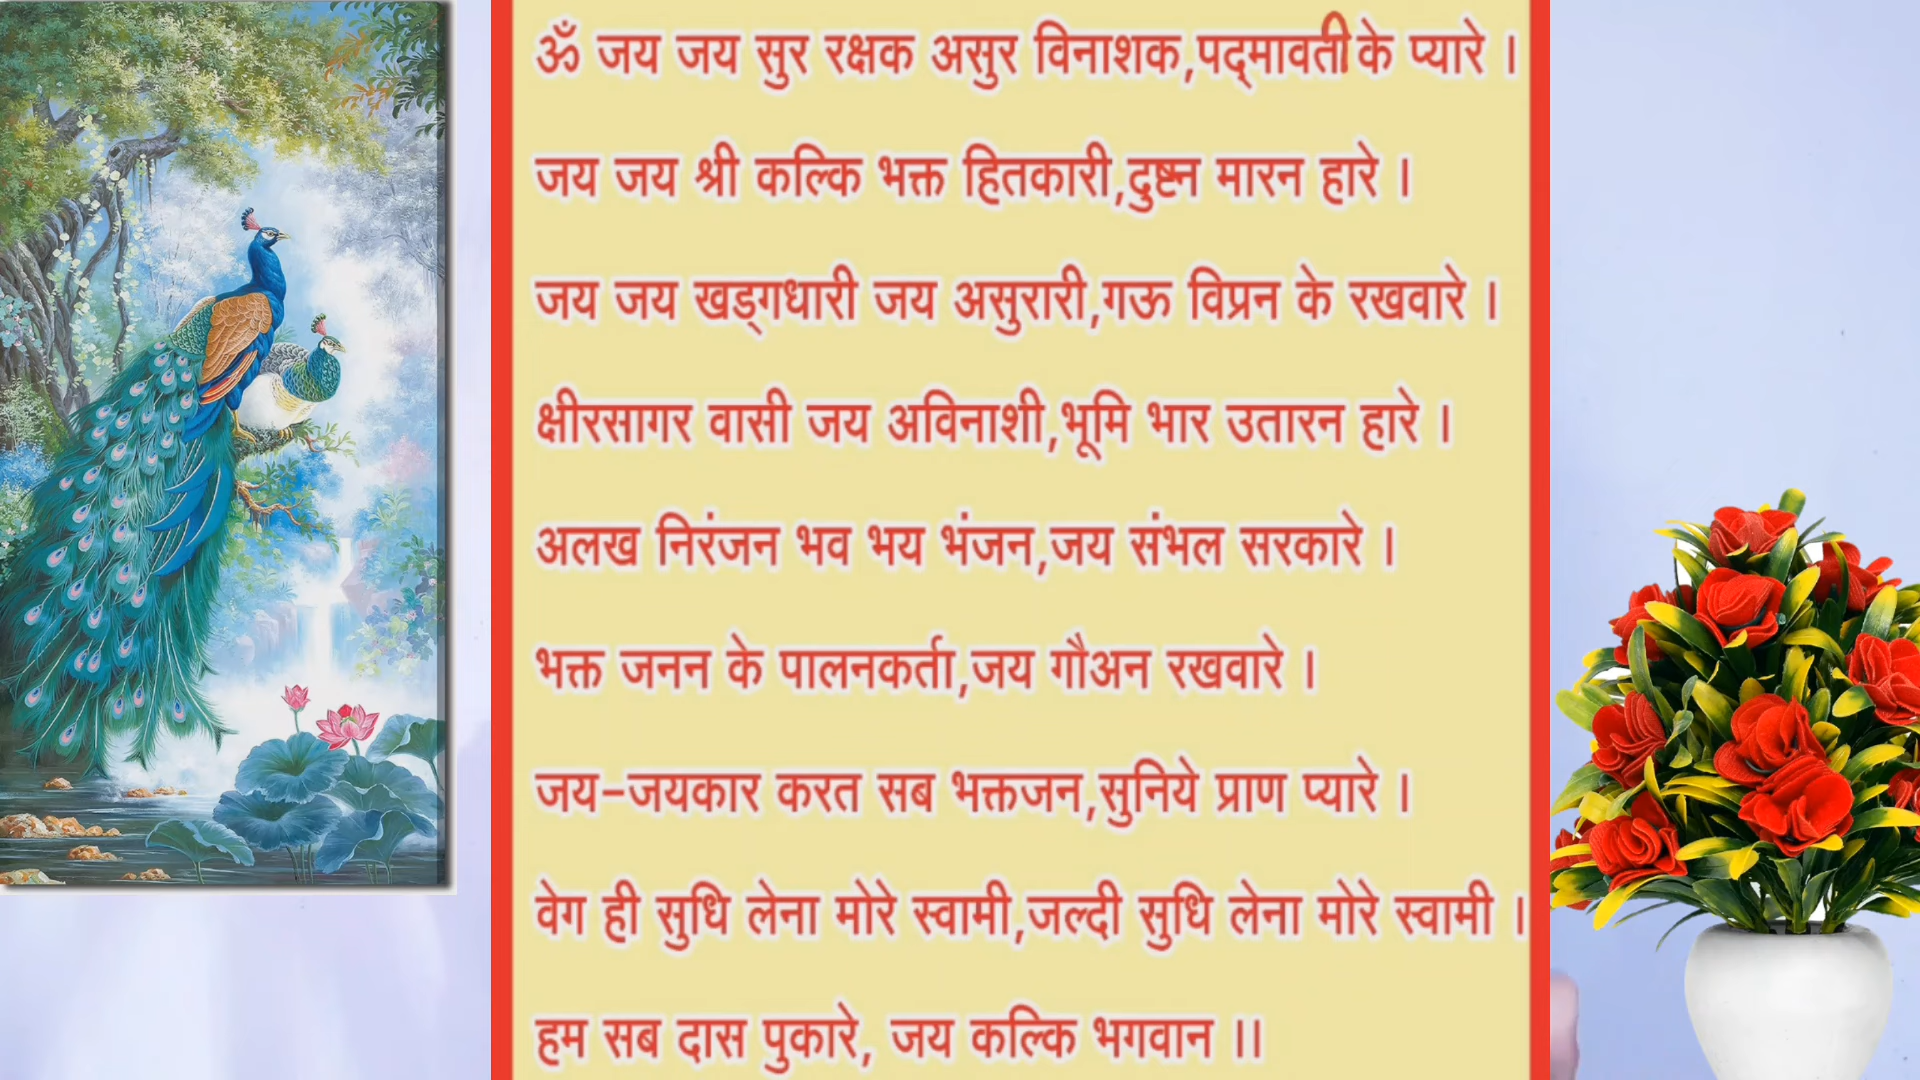 ॐ जय जय सुर रक्षक असुर विनाशक,पद्मावती के प्यारे ।
जय जय श्री कल्कि भक्त हितकारी,दुष्टन मारन हारे ।
जय जय खड्गधारी जय असुरारी,गऊ विप्रन के रखवारे ।
क्षीरसागर वासी जय अविनाशी,भूमि भार उतारन हारे ।
अलख निरंजन भव भय भंजन,जय संभल सरकारे ।
भक्त जनन के पालनकर्ता,जय गौअन रखवारे ।
जय-जयकार करत सब भक्तजन,सुनिये प्राण प्यारे ।
वेग ही सुधि लेना मोरे स्वामी,जल्दी सुधि लेना मोरे स्वामी ।
हम सब दास पुकारे, जय कल्कि भगवान ।।